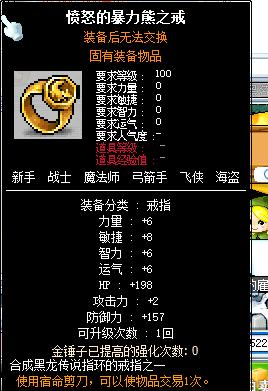 愤怒的暴力熊之戒
装备后无法交换
固有装备物品
要求等级： 100
要求力量： 0
要求敏捷： 0
要求智力： 0
要求运气： 0
要求人气度： -
道具等级： -
道具经验值： -
新手 战士 魔法师 弓箭手 飞侠 海盗
装备分类 : 戒指
力量 : +6
敏捷 : +8
智力 : +6
运气 : +6
HP : +198
攻击力 : +2
防御力 : +157
可升级次数 : 1回
金锤子已提高的强化次数: 0
合成黑龙传说指环的戒指之一
使用宿命剪刀，可以使物品交易1次。
522